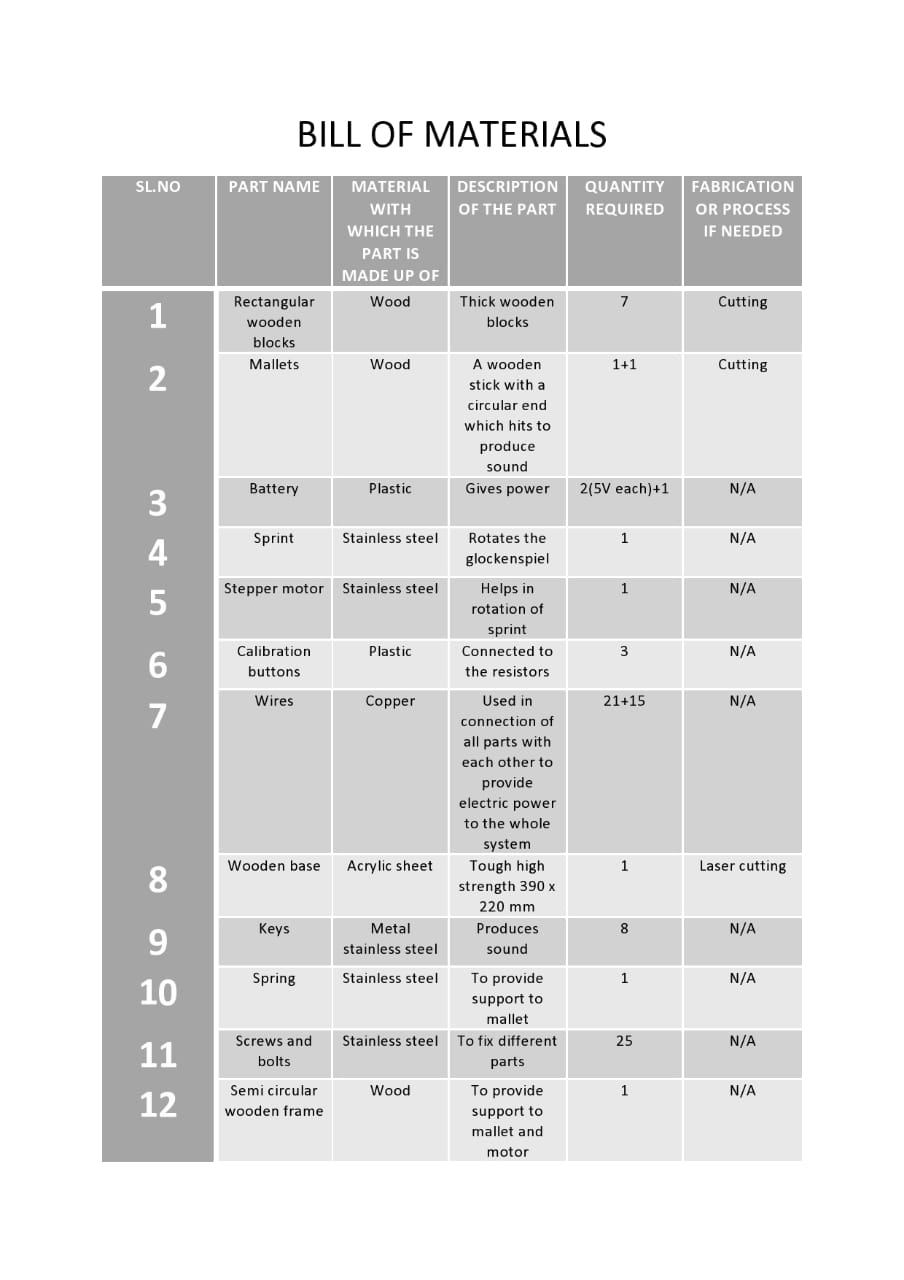 BILL OF MATERIALS
SL.NO PART NAME MATERIAL DESCRIPTION QUANTITY FABRICATION
WITH OF THE PART REQUIRED OR PROCESS
WHICH THE IF NEEDED
PART IS
MADE UP OF
1 Rectangular Wood Thick wooden 7 Cutting
wooden blocks
blocks
2 Mallets Wood A wooden 1+1 Cutting
stick with a
circular end
which hits to
produce
sound
3 Battery Plastic Gives power 2(5V each)+1 N/A
4 Sprint Stainless steel Rotates the 1 N/A
glockenspiel
5 Stepper motor Stainless steel Helps in 1 N/A
rotation of
sprint
6 Calibration Plastic Connected to 3 N/A
buttons the resistors
7 Wires Copper Used in 21+15 N/A
connection of
all parts with
each other to
provide
electric power
to the whole
system
8 Wooden base Acrylic sheet Tough high 1 Laser cutting
strength 390 x
220 mm
9 Keys Metal Produces 8 N/A
stainless steel sound
10 Spring Stainless steel To provide 1 N/A
support to
mallet
11 Screws and Stainless steel To fix different 25 N/A
bolts parts
12 Semi circular Wood To provide 1 N/A
wooden frame support to
mallet and
motor